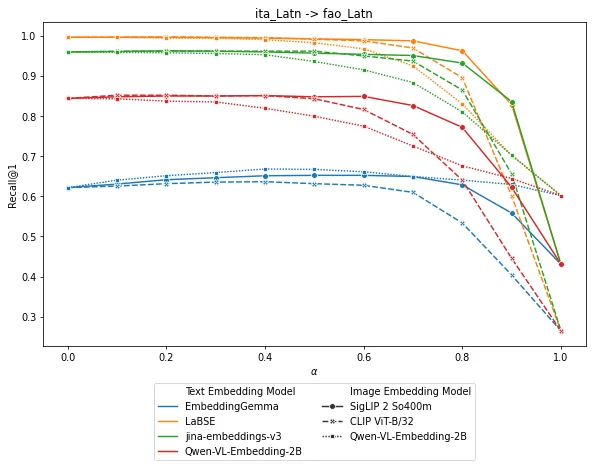 ita_Latn -> fao_Latn
Recall@1
1.0
0.9
0.8
0.7
0.6
0.5
0.4
0.3
0.0 0.2 0.4 0.6 0.8 1.0
α
Text Embedding Model Image Embedding Model
EmbeddingGemma SigLIP 2 So400m
LaBSE CLIP ViT-B/32
jina-embeddings-v3 Qwen-VL-Embedding-2B
Qwen-VL-Embedding-2B